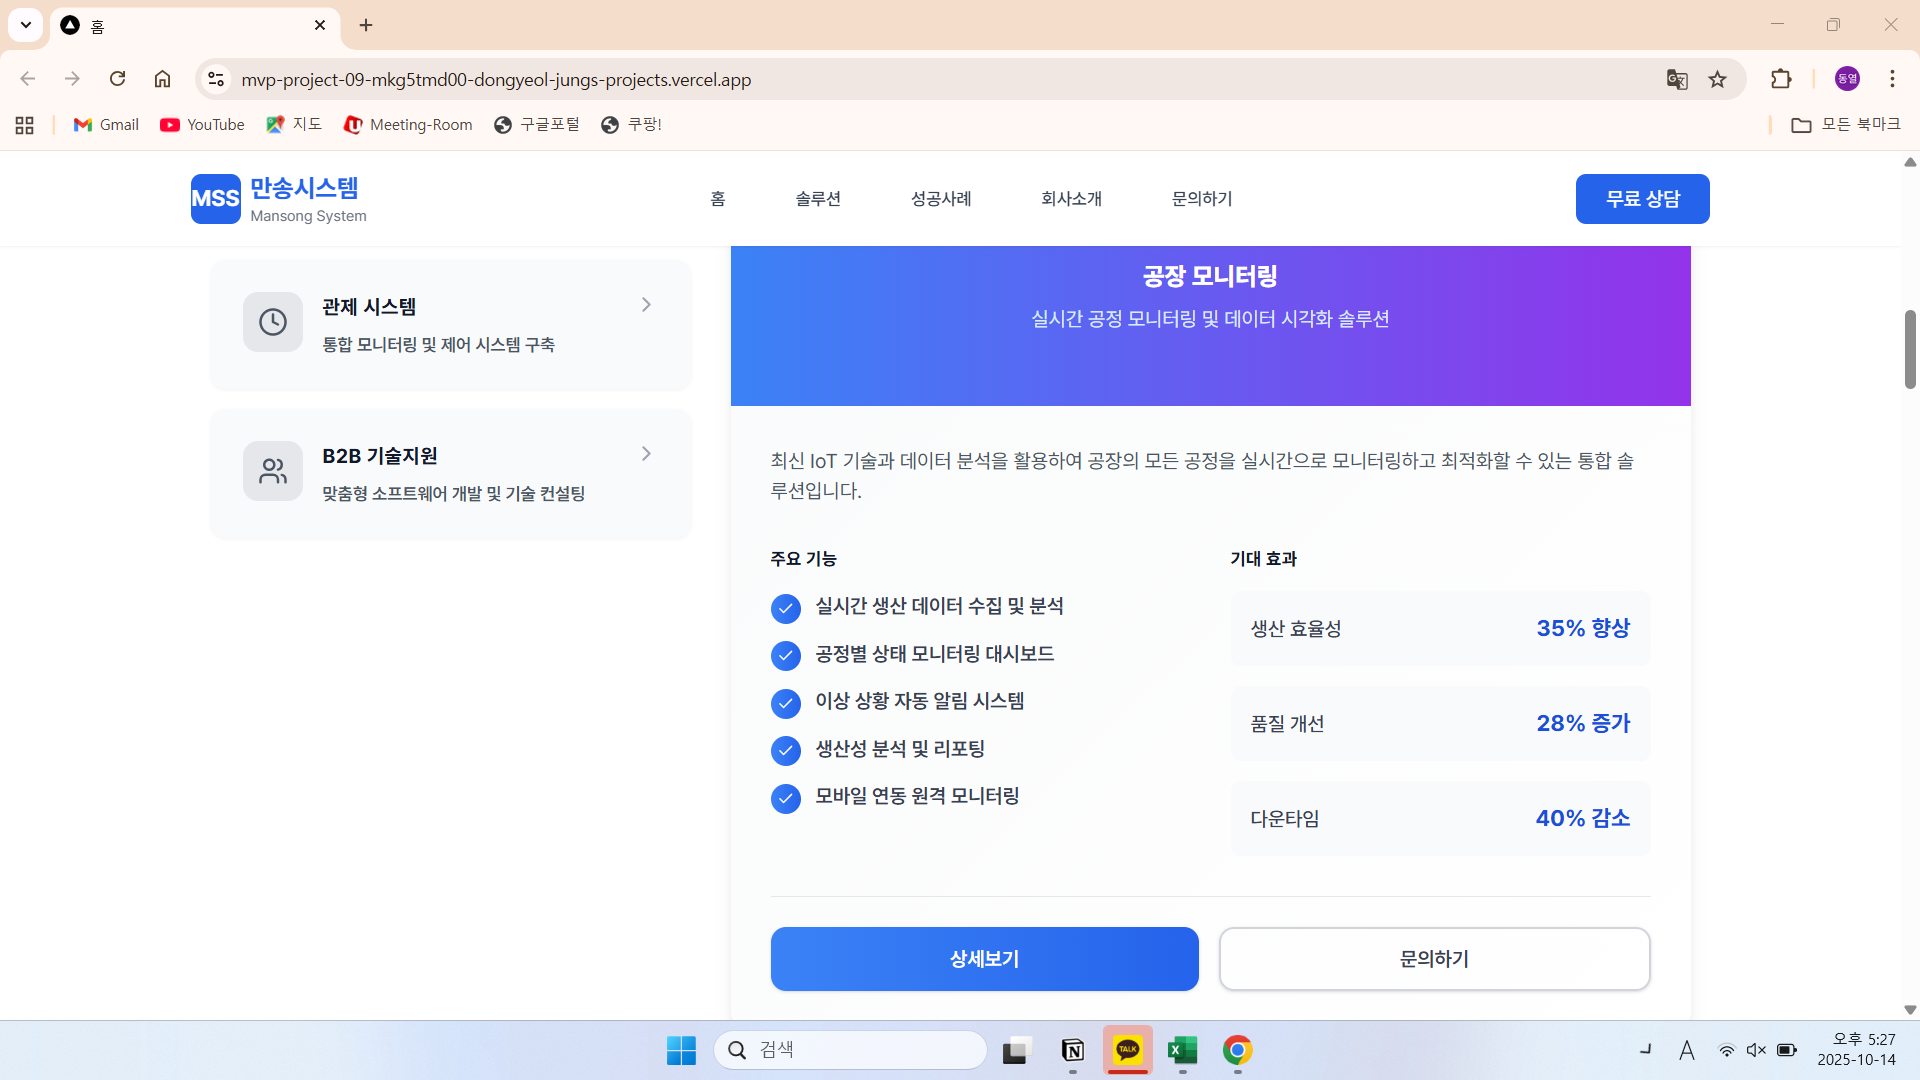 홈
mvp-project-09-mkg5tmd00-dongyeol-jungs-projects.vercel.app
동열
Gmail
YouTube
지도
Meeting-Room
구글포털
쿠팡!
모든 북마크
MSS
만송시스템
Mansong System
홈
솔루션
성공사례
회사소개
문의하기
무료 상담
관제 시스템
통합 모니터링 및 제어 시스템 구축
B2B 기술지원
맞춤형 소프트웨어 개발 및 기술 컨설팅
공장 모니터링
실시간 공정 모니터링 및 데이터 시각화 솔루션
최신 IoT 기술과 데이터 분석을 활용하여 공장의 모든 공정을 실시간으로 모니터링하고 최적화할 수 있는 통합 솔
루션입니다.
주요 기능
실시간 생산 데이터 수집 및 분석
공정별 상태 모니터링 대시보드
이상 상황 자동 알림 시스템
생산성 분석 및 리포팅
모바일 연동 원격 모니터링
기대 효과
생산 효율성
35% 향상
품질 개선
28% 증가
다운타임
40% 감소
상세보기
문의하기
검색
TALK
A
오후 5:27
2025-10-14